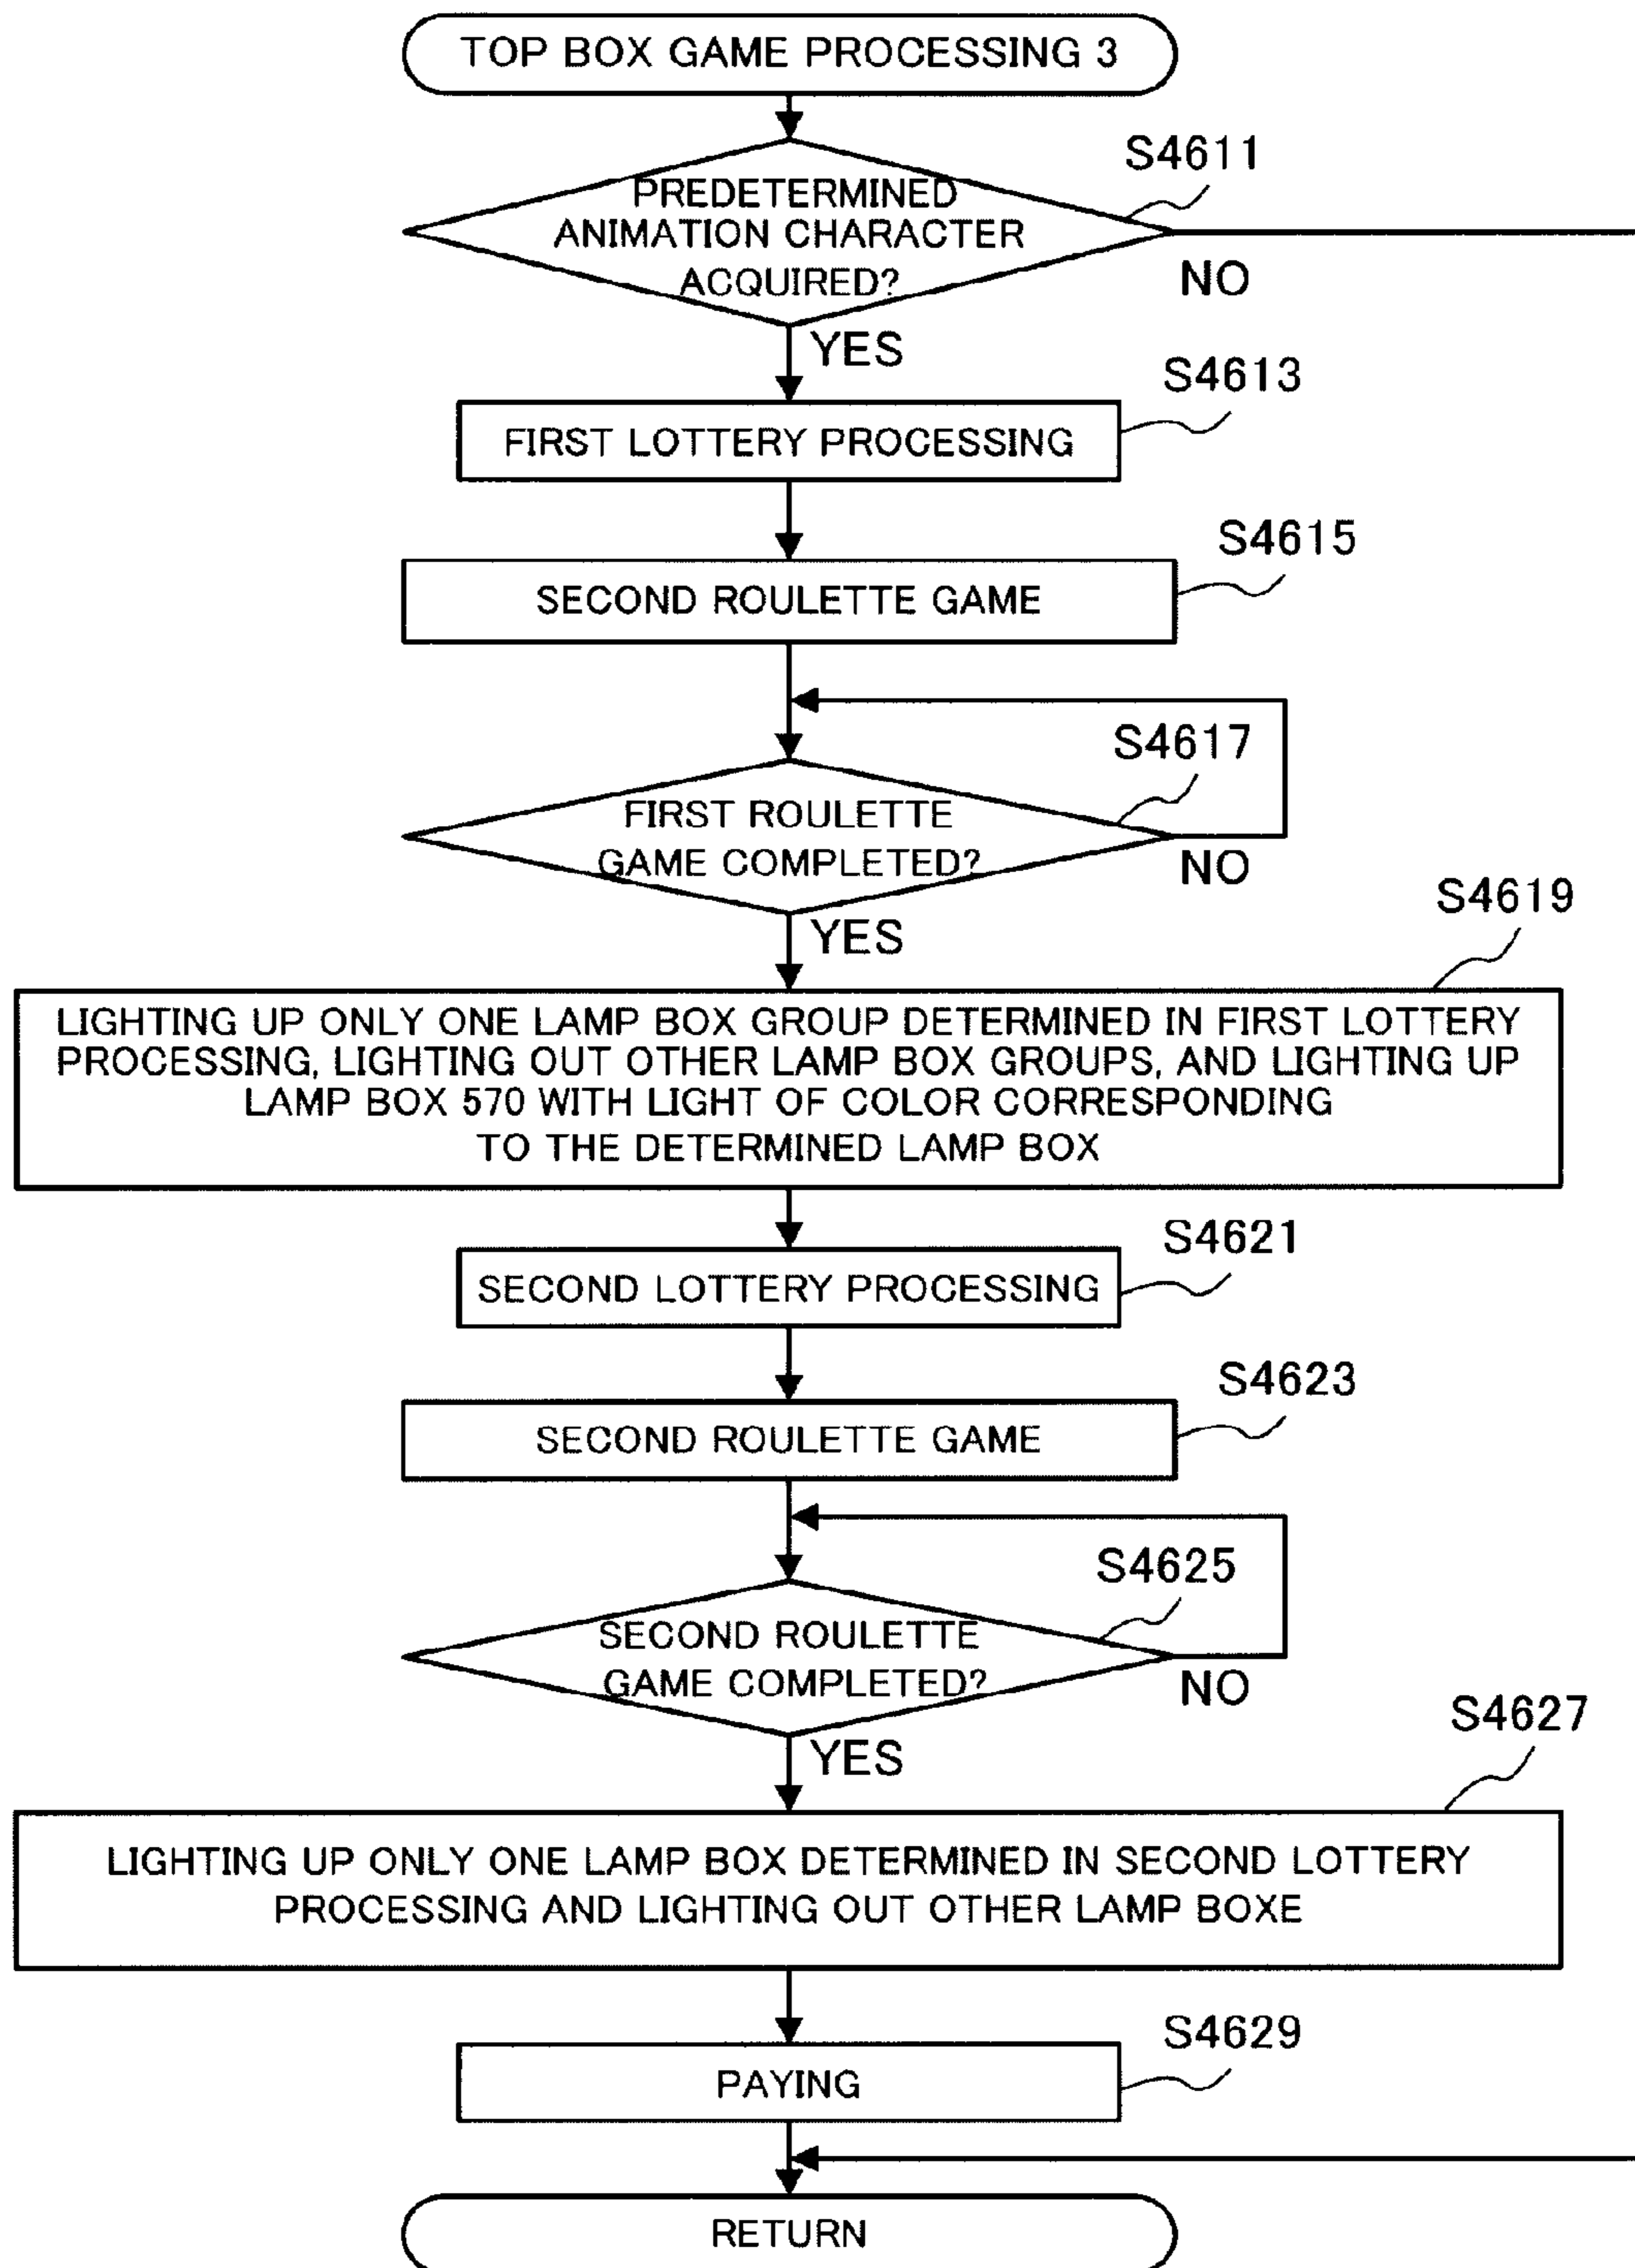 TOP BOX GAME PROCESSING 3
S4611
PREDETERMINED
ANIMATION CHARACTER
ACQUIRED?
NO
YES
S4613
FIRST LOTTERY PROCESSING
S4615
SECOND ROULETTE GAME
S4617
FIRST ROULETTE
GAME COMPLETED?
NO
YES
S4619
LIGHTING UP ONLY ONE LAMP BOX GROUP DETERMINED IN FIRST LOTTERY
PROCESSING, LIGHTING OUT OTHER LAMP BOX GROUPS, AND LIGHTING UP
LAMP BOX 570 WITH LIGHT OF COLOR CORRESPONDING
TO THE DETERMINED LAMP BOX
S4621
SECOND LOTTERY PROCESSING
S4623
SECOND ROULETTE GAME
S4625
SECOND ROULETTE
GAME COMPLETED?
NO
YES
S4627
LIGHTING UP ONLY ONE LAMP BOX DETERMINED IN SECOND LOTTERY
PROCESSING AND LIGHTING OUT OTHER LAMP BOXE
S4629
PAYING
RETURN